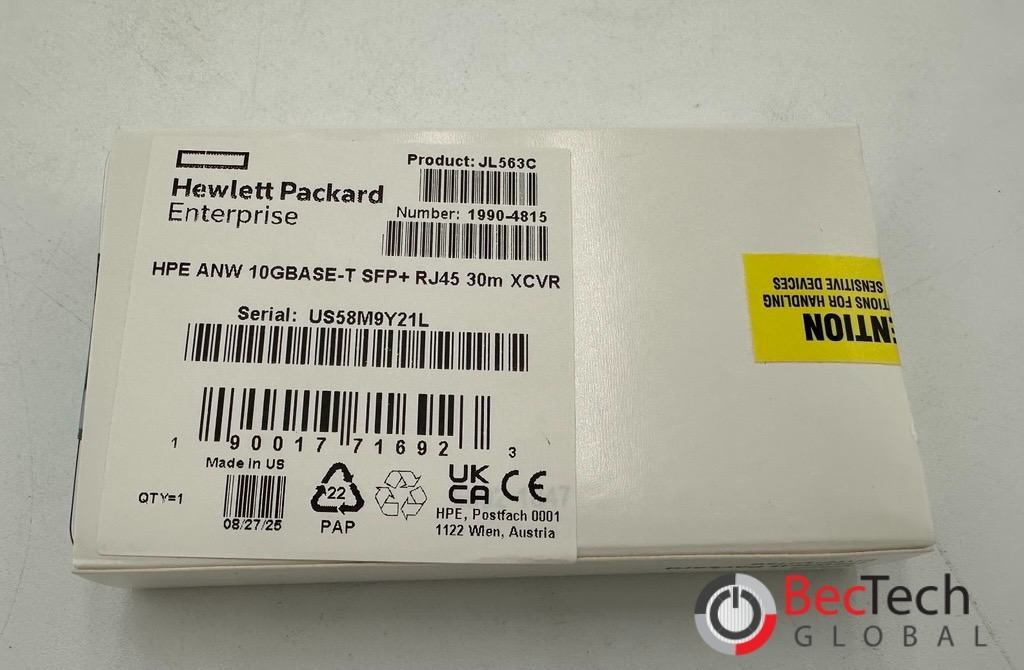 Hewlett Packard
Enterprise
Product: JL563C
Number: 1990-4815
HPE ANW 10GBASE-T SFP+ RJ45 30m XCVR
Serial: US58M9Y21L
1 90017 71692 3
Made in US
QTY=1
08/27/25
22
PAP
UK
CA
CE
HPE, Postfach 0001
1122 Wien, Austria
ENTION
TIONS FOR HANDLING
SENSITIVE DEVICES
BecTech
GLOBAL